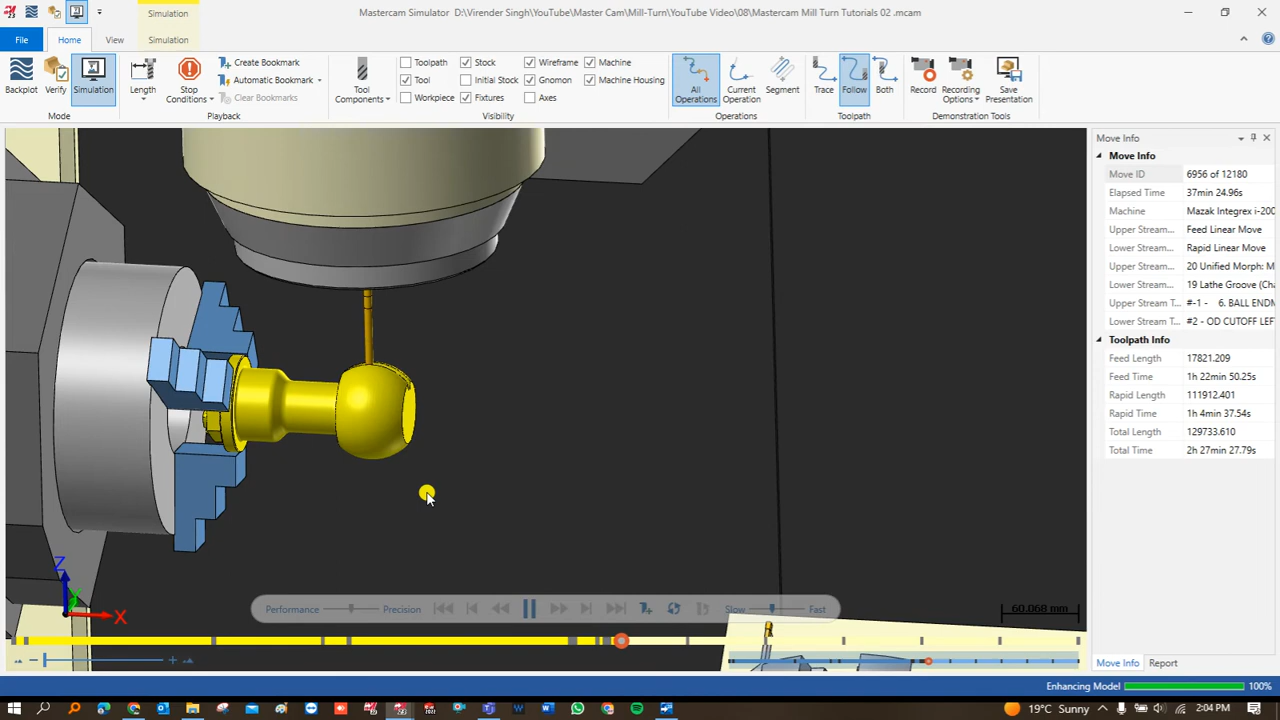 Simulation
Mastercam Simulator D:\Virender Singh\YouTube\Master Cam\Mill-Turn\YouTube Video\08\Mastercam Mill Turn Tutorials 02 .mcam
File Home View Simulation
Backplot Verify Simulation
Mode
Length Stop Conditions
Create Bookmark
Automatic Bookmark
Clear Bookmarks
Playback
Tool Components
Toolpath Stock Wireframe Machine
Tool Initial Stock Gnomon Machine Housing
Workpiece Fixtures Axes
Visibility
All Operations Current Operation Segment
Operations
Trace Follow Both
Toolpath
Record Recording Options Save Presentation
Demonstration Tools
Move Info
Move Info
Move ID 6956 of 12180
Elapsed Time 37min 24.96s
Machine Mazak Integrex i-200
Upper Stream... Feed Linear Move
Lower Stream... Rapid Linear Move
Upper Stream... 20 Unified Morph: M
Lower Stream... 19 Lathe Groove (Cha
Upper Stream T... #-1 - 6. BALL ENDM
Lower Stream T... #2 - OD CUTOFF LEFT
Toolpath Info
Feed Length 17821.209
Feed Time 1h 22min 50.25s
Rapid Length 111912.401
Rapid Time 1h 4min 37.54s
Total Length 129733.610
Total Time 2h 27min 27.79s
Z
Y
X
Performance Precision Slow Fast
60.068 mm
Move Info Report
Enhancing Model 100%
19°C Sunny ENG 2:04 PM